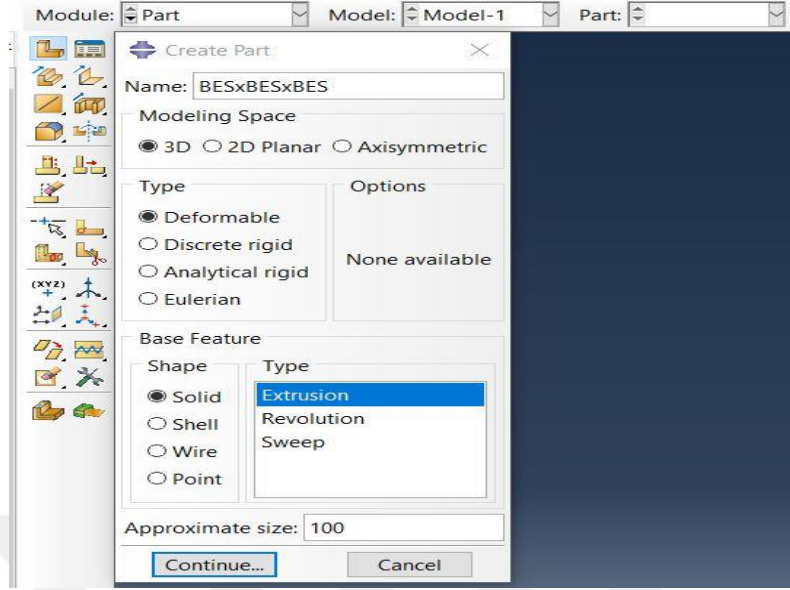 Module: Part Model: Model-1 Part:
Create Part
Name: BESxBESxBES
Modeling Space
3D 2D Planar Axisymmetric
Type Options
Deformable
Discrete rigid
Analytical rigid
Eulerian
None available
Base Feature
Shape Type
Solid
Shell
Wire
Point
Extrusion
Revolution
Sweep
Approximate size: 100
Continue... Cancel
(XYZ)